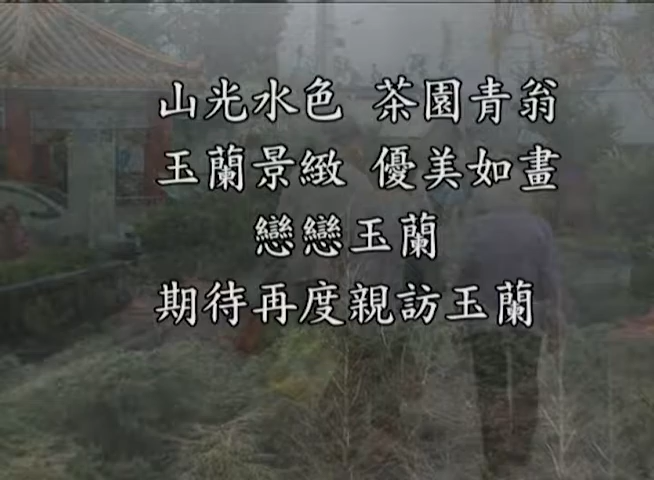 山光水色 茶園青翁
玉蘭景緻 優美如畫
戀戀玉蘭
期待再度親訪玉蘭